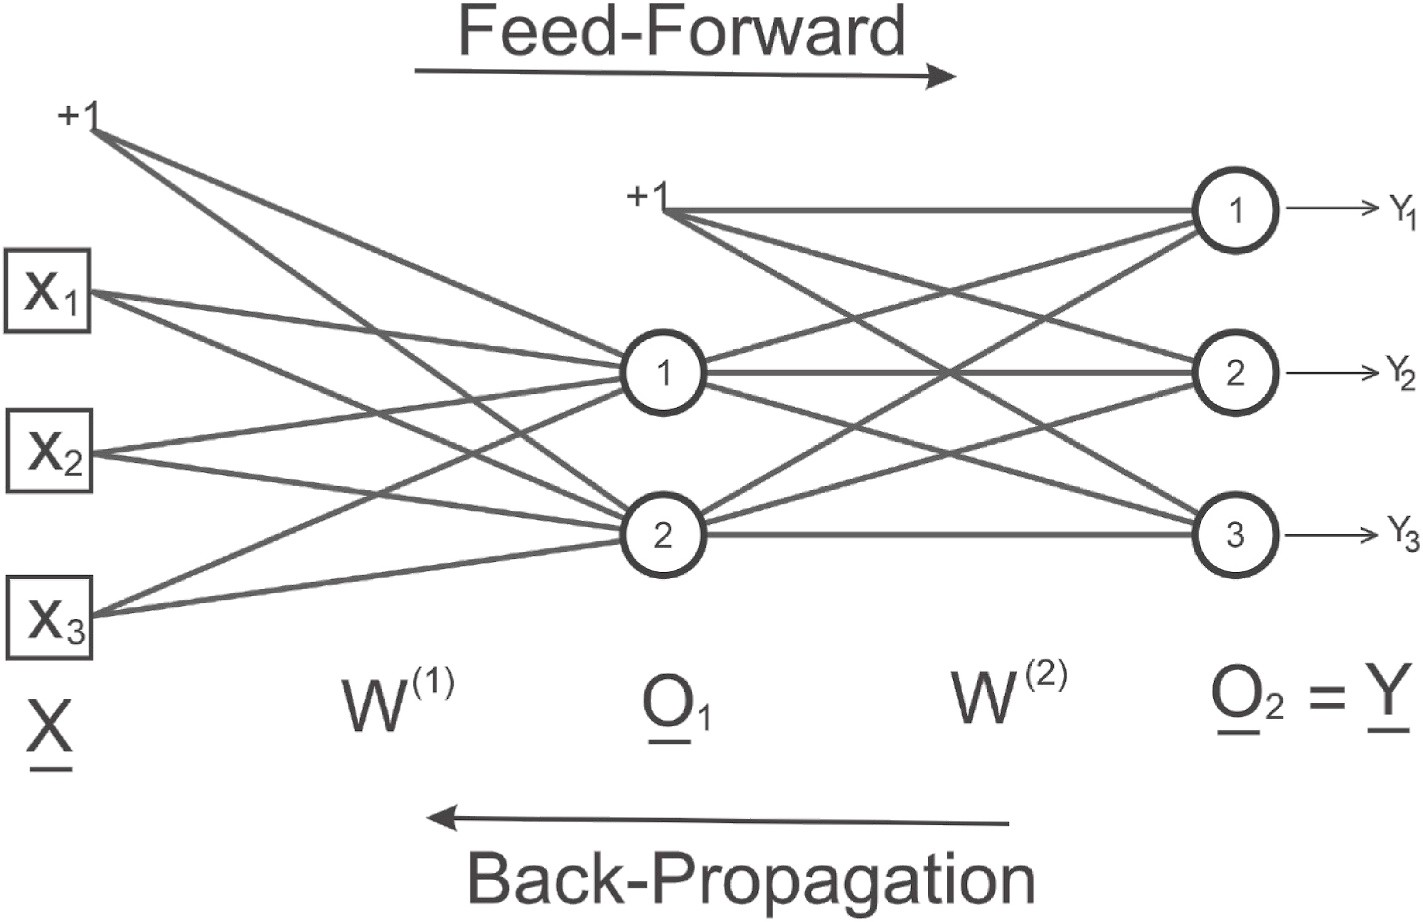 Feed-Forward
+1
+1
1
Y1
X1
1
2
Y2
X2
2
3
Y3
X3
X
W(1)
O1
W(2)
O2 = Y
Back-Propagation